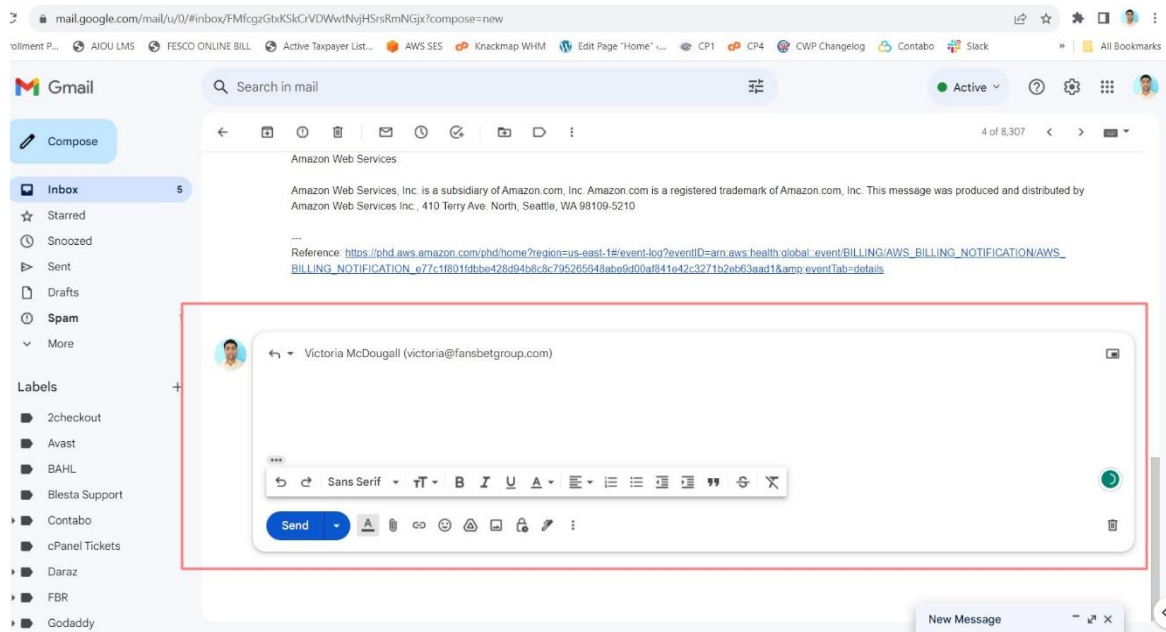 mail.google.com/mail/u/0/#inbox/FMfcgzGtxKSkCrVDWwtNvjHSrsRmNGjx?compose=new
rollment P... AIOU LMS FESCO ONLINE BILL Active Taxpayer List... AWS SES Knackmap WHM Edit Page "Home" ‹... CP1 CP4 CWP Changelog Contabo Slack » All Bookmarks
Gmail
Search in mail
Active
Compose
4 of 8,307
Amazon Web Services
Inbox 5
Amazon Web Services, Inc. is a subsidiary of Amazon.com, Inc. Amazon.com is a registered trademark of Amazon.com, Inc. This message was produced and distributed by
Amazon Web Services Inc., 410 Terry Ave. North, Seattle, WA 98109-5210
Starred
Snoozed
---
Reference: https://phd.aws.amazon.com/phd/home?region=us-east-1#/event-log?eventID=arn:aws:health:global::event/BILLING/AWS_BILLING_NOTIFICATION/AWS_
BILLING_NOTIFICATION_e77c1f801fdbbe428d94b8c8c795265648abe9d00af841e42c3271b2eb63aad1&amp;eventTab=details
Sent
Drafts
Spam
More
Victoria McDougall (victoria@fansbetgroup.com)
Labels +
2checkout
Avast
BAHL
Blesta Support
Contabo
cPanel Tickets
Daraz
FBR
Godaddy
Sans Serif
Send
New Message